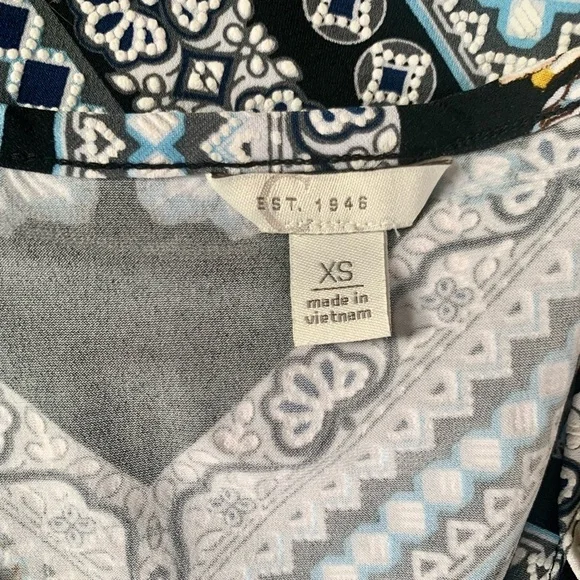 C
EST. 1946
XS
made in
vietnam